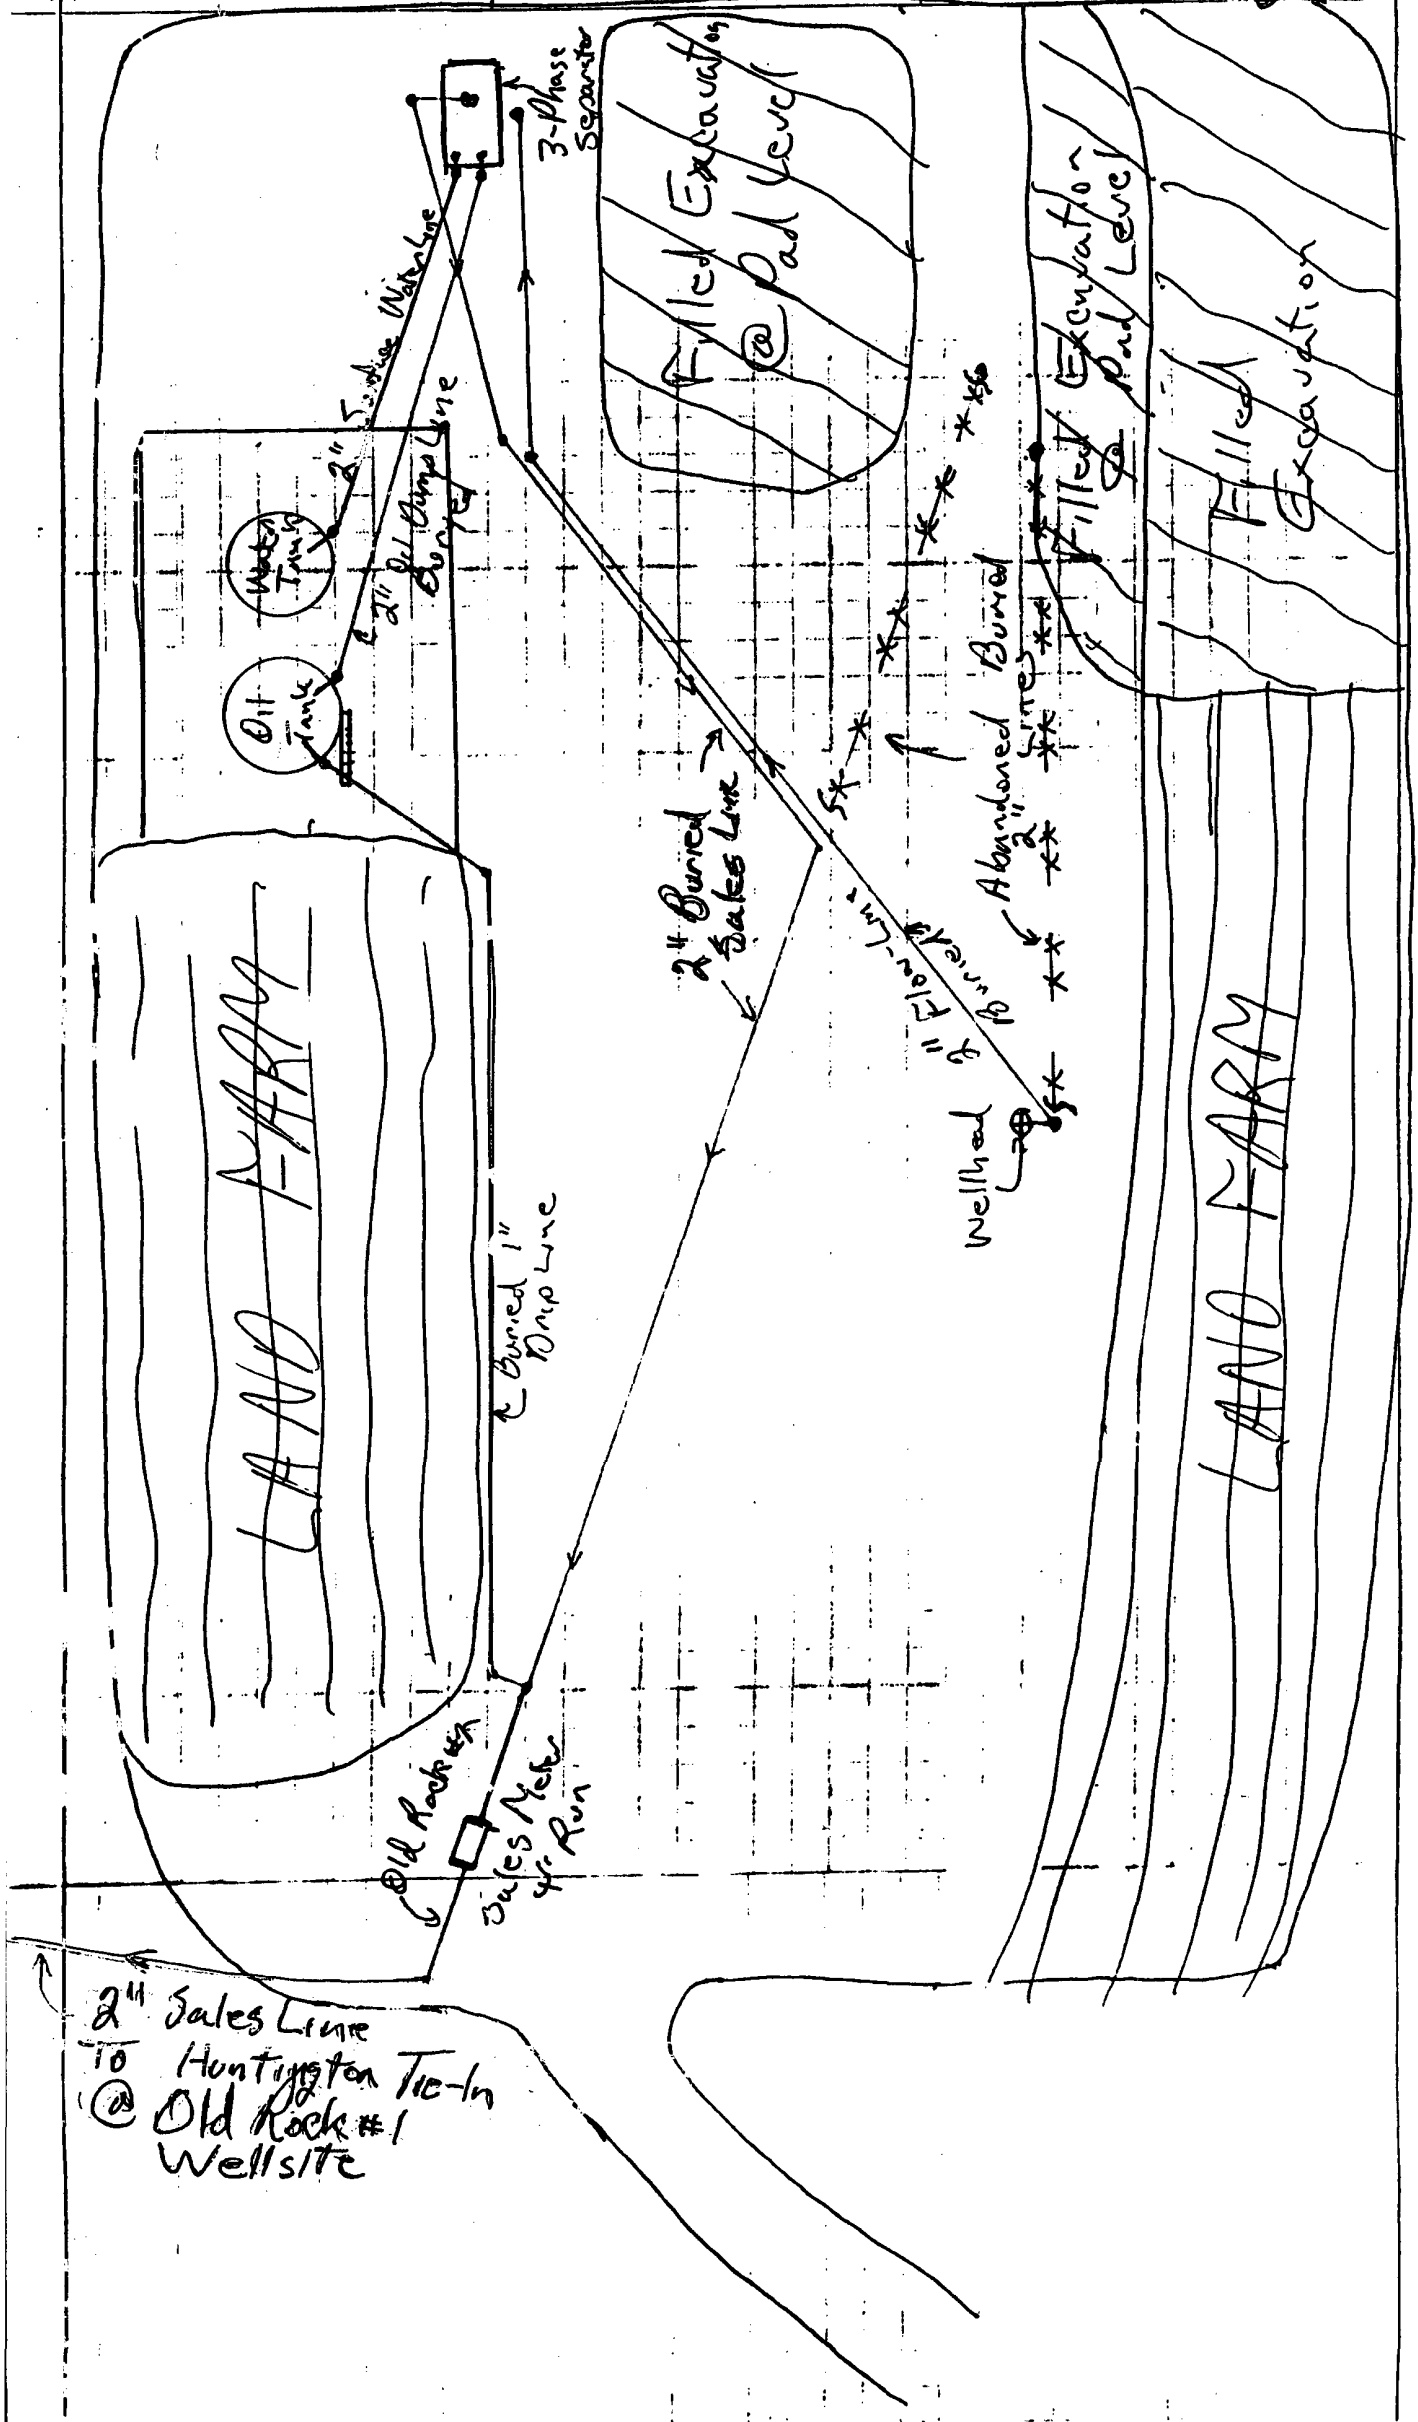 3-Phase
Separator
Filled Excavation
@ Pad Level
Filled Excavation
@ Pad Level
Filled
Excavation
2" Surface Water Line
2" Oil Dump Line
Buried
Water
Tank
Oil
Tank
2" Buried
Sales Line
2" Flow-Line
Buried
Abandoned Buried
2" Lines
Wellhead
LAND FARM
LAND FARM
Buried 1"
Drip Line
Old Rock
Sales Meter
Run
2" Sales Line
To Huntington Tie-In
@ Old Rock #1
Wellsite